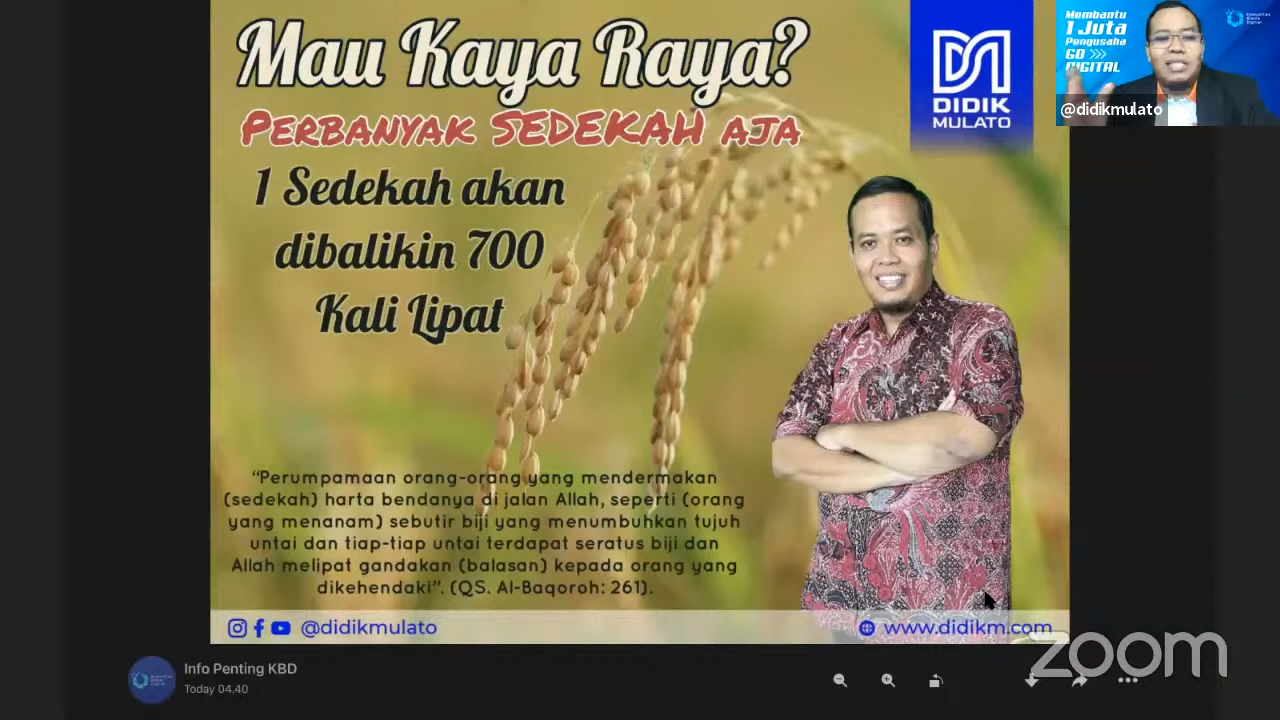 Mau Kaya Raya?
PERBANYAK SEDEKAH AJA
1 Sedekah akan
dibalikin 700
Kali Lipat
DIDIK
MULATO
Membantu
1 Juta
Pengusaha
GO >>>
DIGITAL
Komunitas
Bisnis
Digital
@didikmulato
“Perumpamaan orang-orang yang mendermakan
(sedekah) harta bendanya di jalan Allah, seperti (orang
yang menanam) sebutir biji yang menumbuhkan tujuh
untai dan tiap-tiap untai terdapat seratus biji dan
Allah melipat gandakan (balasan) kepada orang yang
dikehendaki”. (QS. Al-Baqoroh: 261).
@didikmulato
www.didikm.com
zoom
Info Penting KBD
Today 04.40